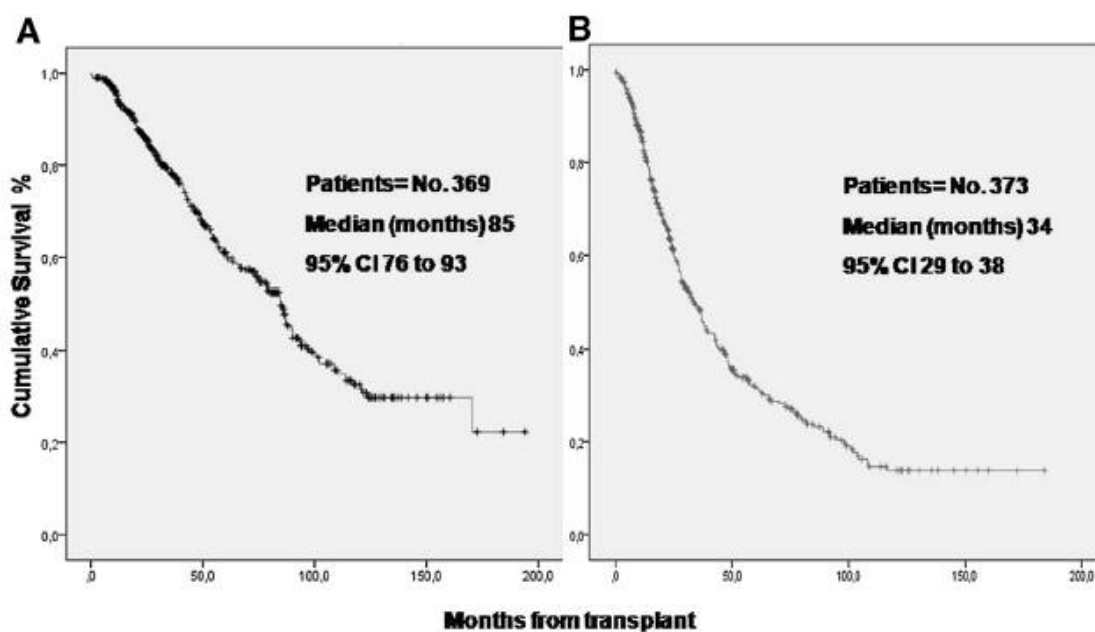 A
B
Cumulative Survival %
1,0
0,8
0,6
0,4
0,2
0,0
Patients= No. 369
Median (months) 85
95% CI 76 to 93
,0
50,0
100,0
150,0
200,0
1,0
0,8
0,6
0,4
0,2
0,0
Patients= No. 373
Median (months) 34
95% CI 29 to 38
,0
50,0
100,0
150,0
200,0
Months from transplant